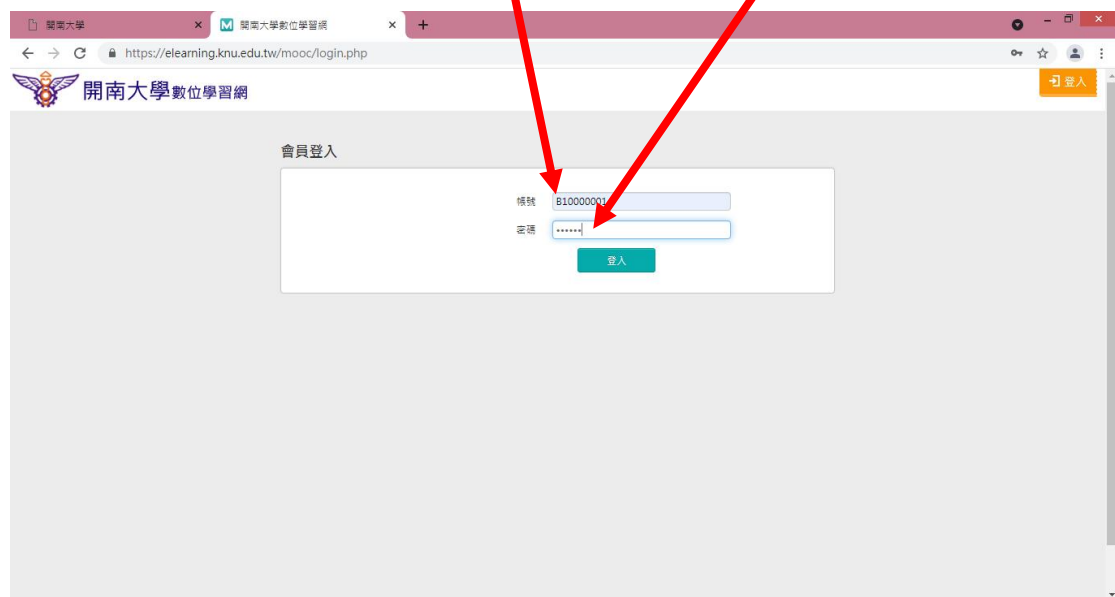 開南大學
開南大學數位學習網
https://elearning.knu.edu.tw/mooc/login.php
開南大學數位學習網
登入
會員登入
帳號 B10000001
密碼 ••••••
登入